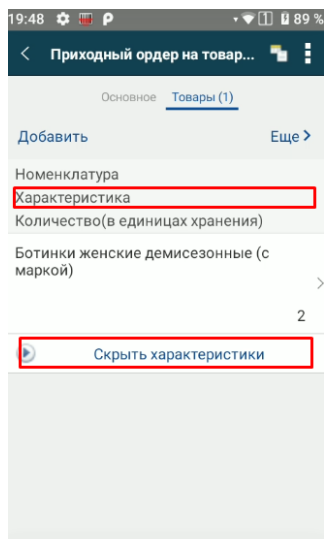 19:48 89 %
Приходный ордер на товар...
Основное Товары (1)
Добавить Еще
Номенклатура
Характеристика
Количество(в единицах хранения)
Ботинки женские демисезонные (с
маркой)
2
Скрыть характеристики